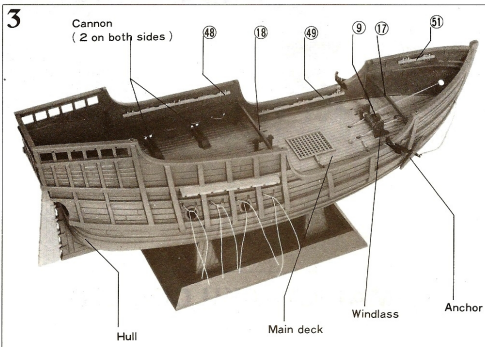 3
Cannon
( 2 on both sides )
48
18
49
9
17
51
Hull
Main deck
Windlass
Anchor